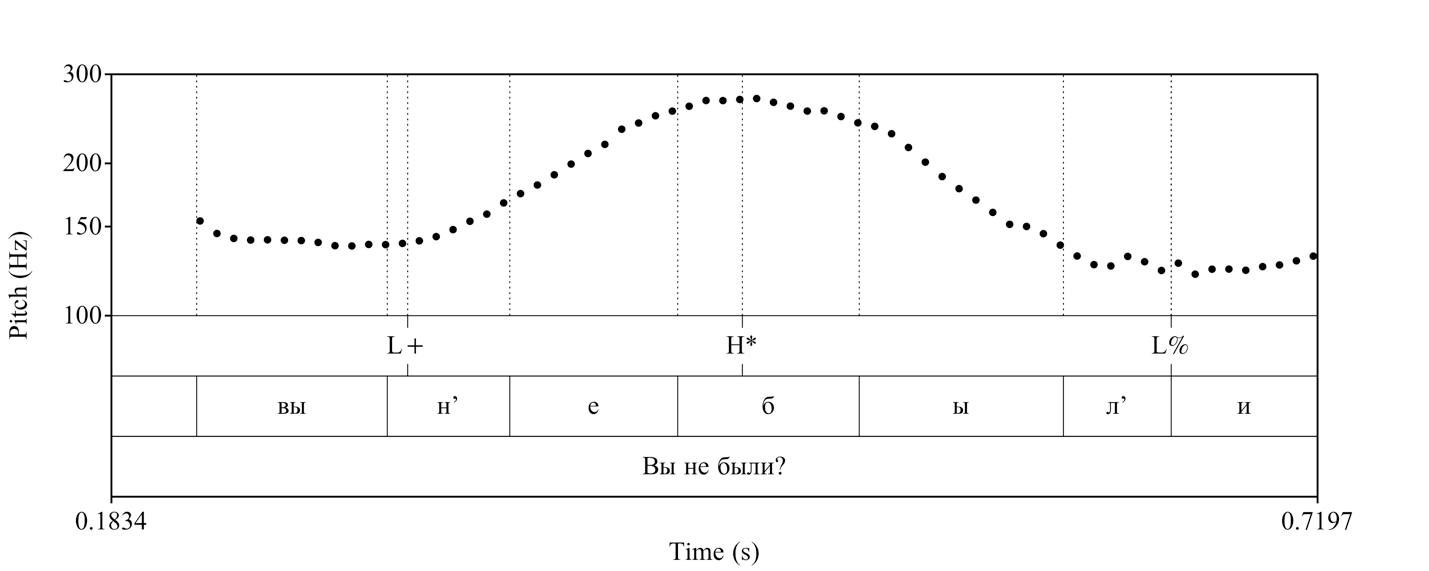 300
200
150
100
Pitch (Hz)
L+ H* L%
вы н’ е б ы л’ и
Вы не были?
0.1834 0.7197
Time (s)